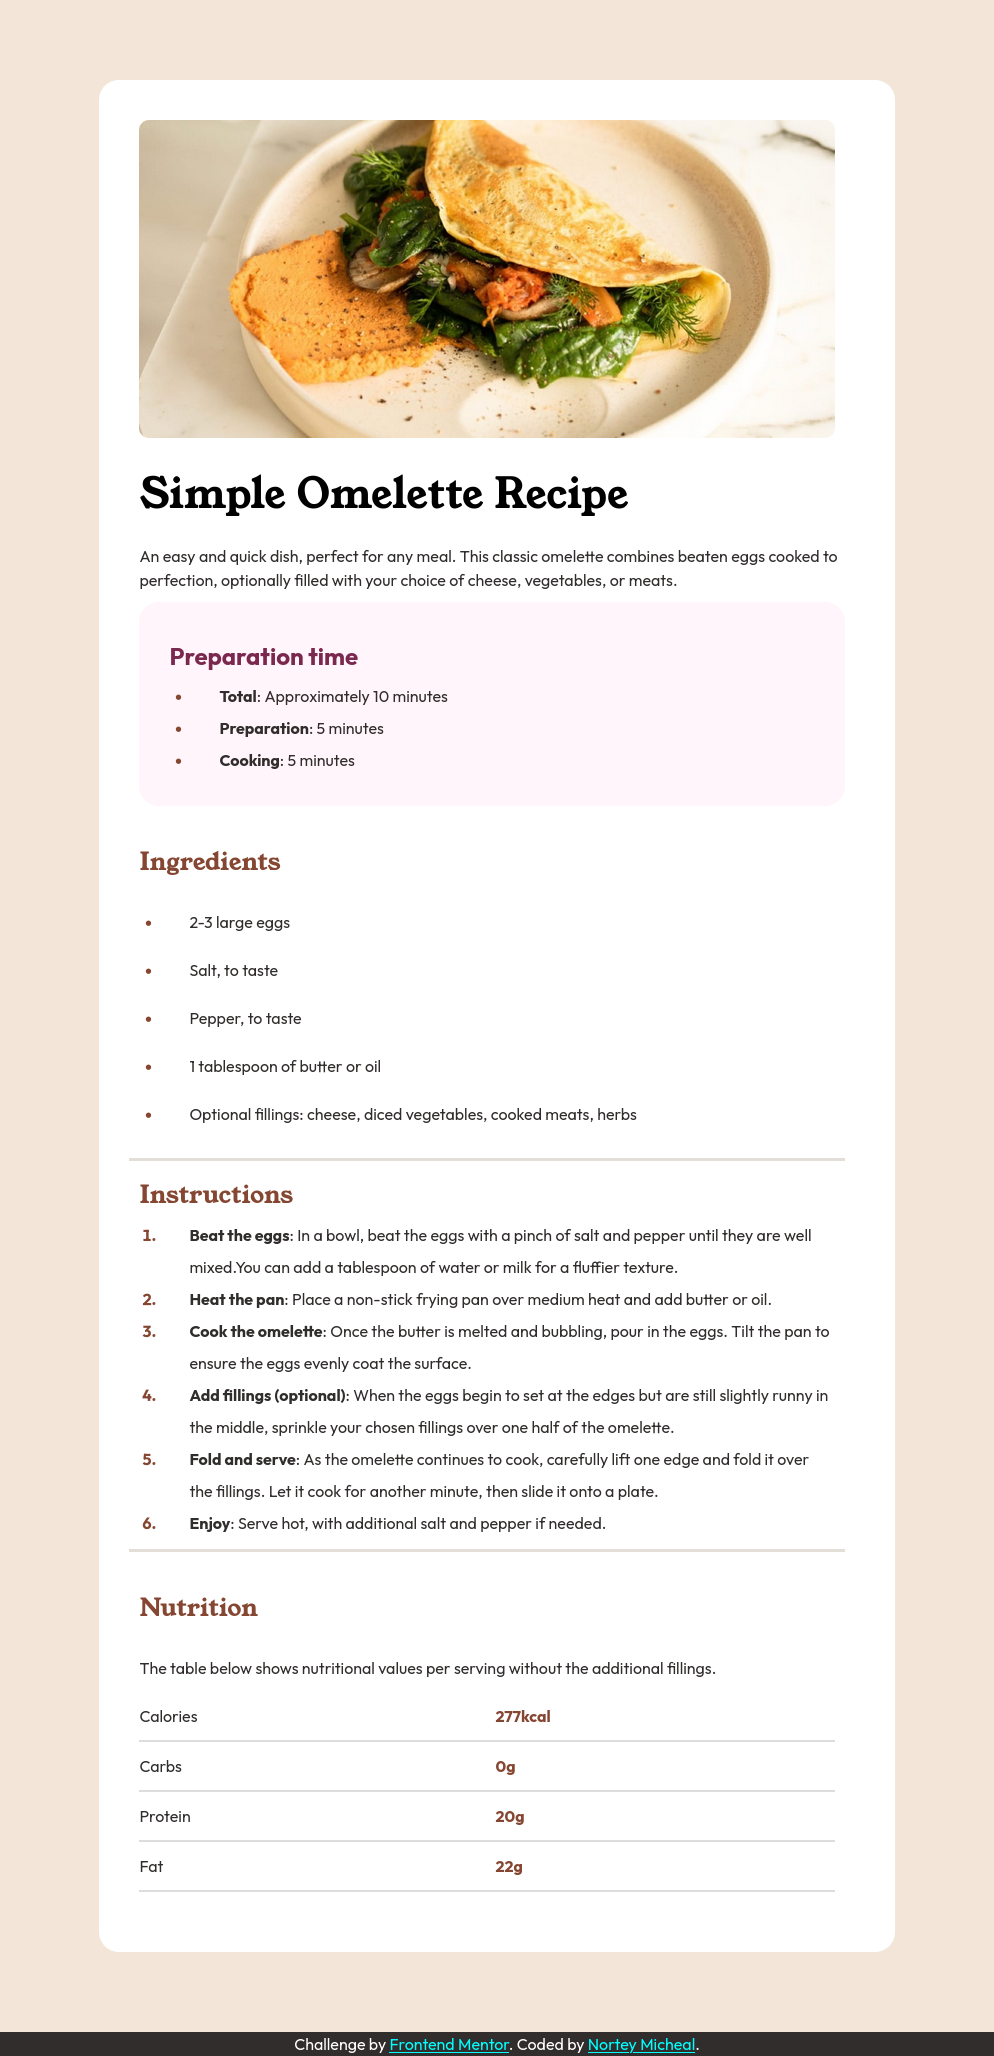 Simple Omelette Recipe
An easy and quick dish, perfect for any meal. This classic omelette combines beaten eggs cooked to
perfection, optionally filled with your choice of cheese, vegetables, or meats.
Preparation time
• Total: Approximately 10 minutes
• Preparation: 5 minutes
• Cooking: 5 minutes
Ingredients
• 2-3 large eggs
• Salt, to taste
• Pepper, to taste
• 1 tablespoon of butter or oil
• Optional fillings: cheese, diced vegetables, cooked meats, herbs
Instructions
1. Beat the eggs: In a bowl, beat the eggs with a pinch of salt and pepper until they are well
mixed.You can add a tablespoon of water or milk for a fluffier texture.
2. Heat the pan: Place a non-stick frying pan over medium heat and add butter or oil.
3. Cook the omelette: Once the butter is melted and bubbling, pour in the eggs. Tilt the pan to
ensure the eggs evenly coat the surface.
4. Add fillings (optional): When the eggs begin to set at the edges but are still slightly runny in
the middle, sprinkle your chosen fillings over one half of the omelette.
5. Fold and serve: As the omelette continues to cook, carefully lift one edge and fold it over
the fillings. Let it cook for another minute, then slide it onto a plate.
6. Enjoy: Serve hot, with additional salt and pepper if needed.
Nutrition
The table below shows nutritional values per serving without the additional fillings.
Calories 277kcal
Carbs 0g
Protein 20g
Fat 22g
Challenge by Frontend Mentor. Coded by Nortey Micheal.